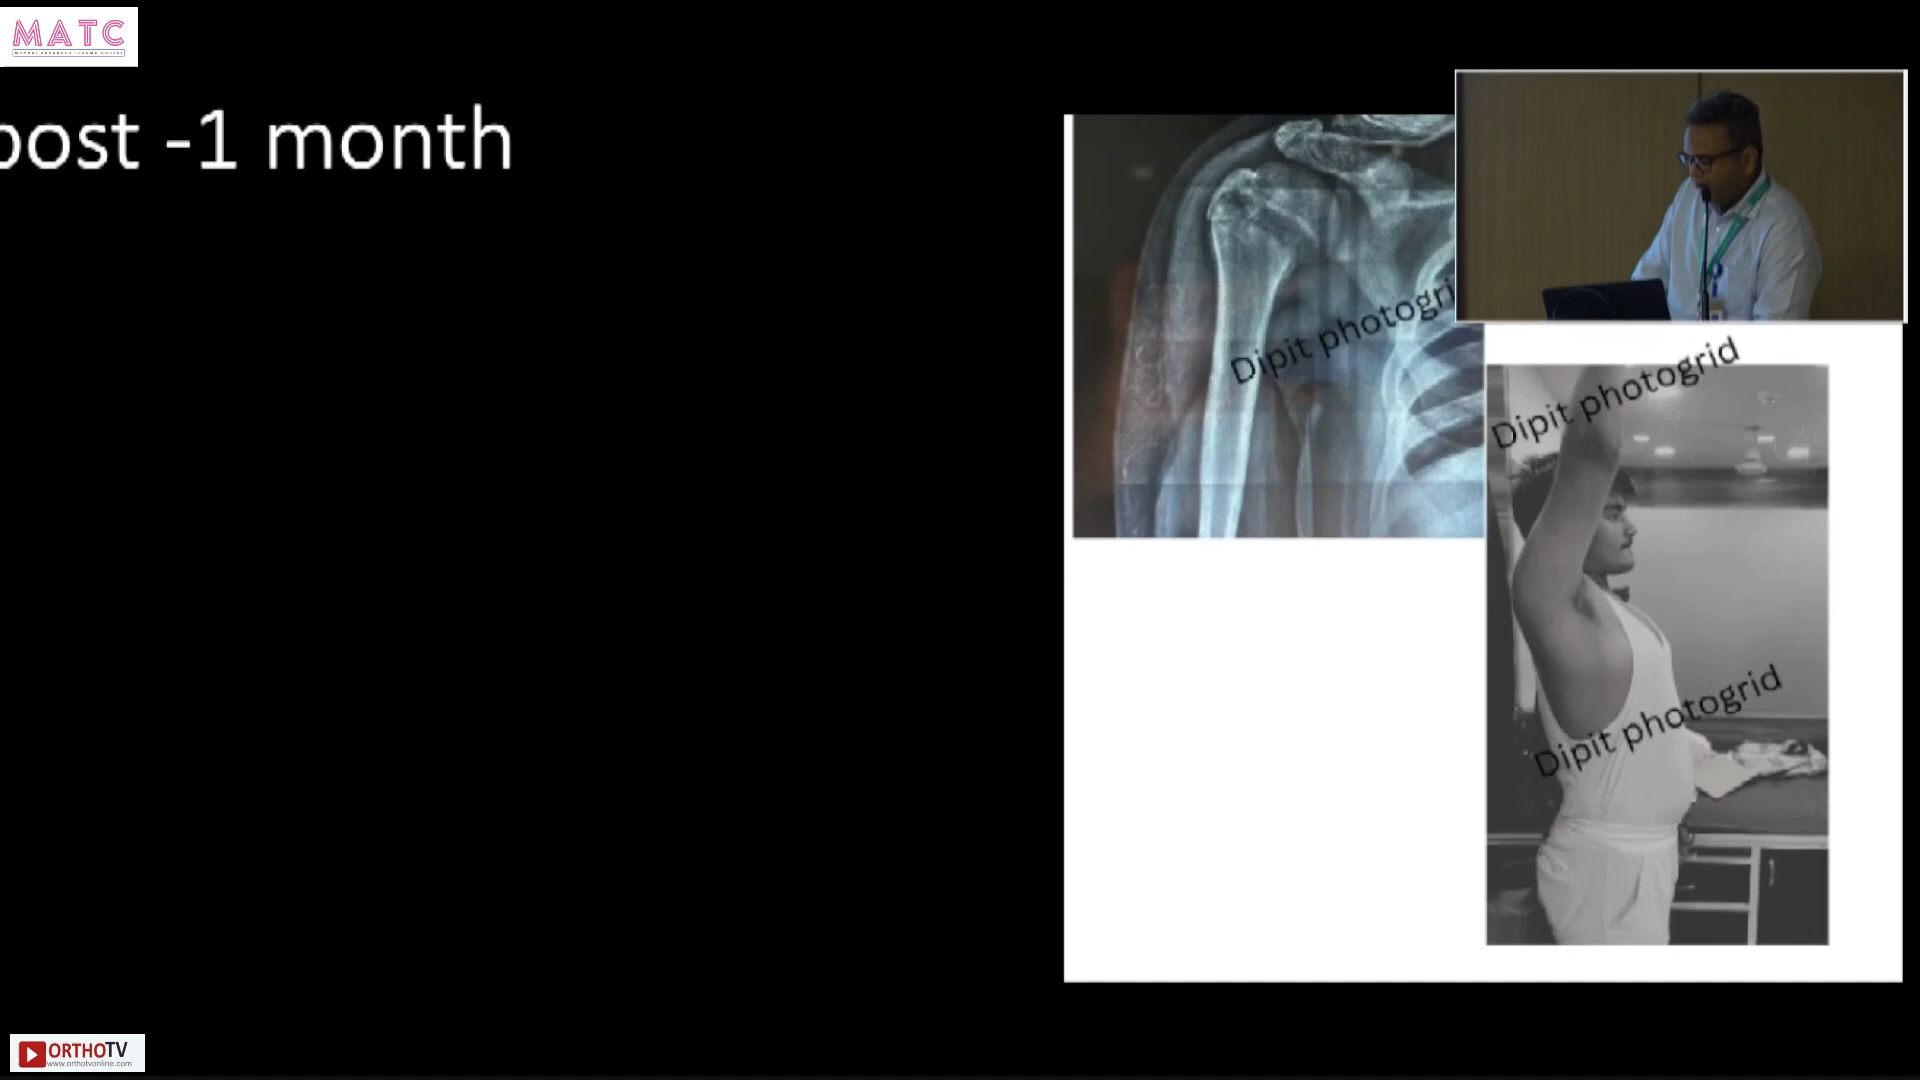 MATC
post -1 month
Dipit photogri
Dipit photogrid
Dipit photogrid
ORTHOTV
www.orthotvonline.com